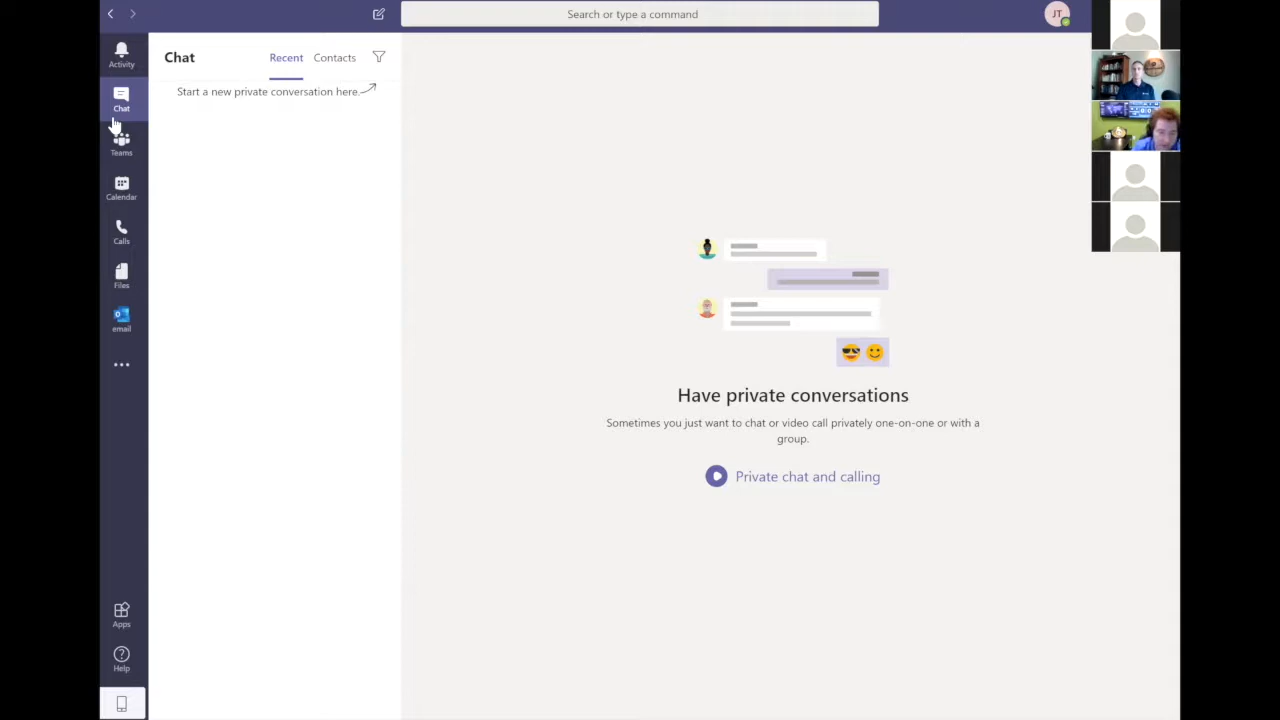 Search or type a command
JT
Activity
Chat
Teams
Calendar
Calls
Files
email
Apps
Help
Chat
Recent
Contacts
Start a new private conversation here.
Have private conversations
Sometimes you just want to chat or video call privately one-on-one or with a
group.
Private chat and calling